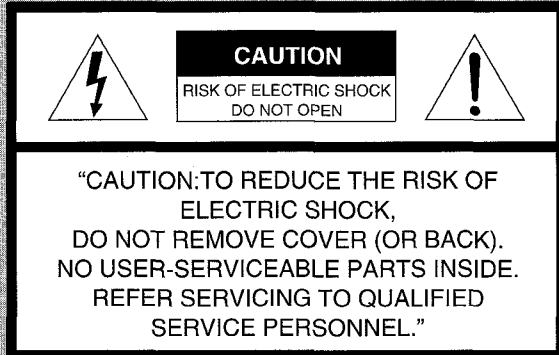 CAUTION
RISK OF ELECTRIC SHOCK
DO NOT OPEN
“CAUTION:TO REDUCE THE RISK OF
ELECTRIC SHOCK,
DO NOT REMOVE COVER (OR BACK).
NO USER-SERVICEABLE PARTS INSIDE.
REFER SERVICING TO QUALIFIED
SERVICE PERSONNEL.”